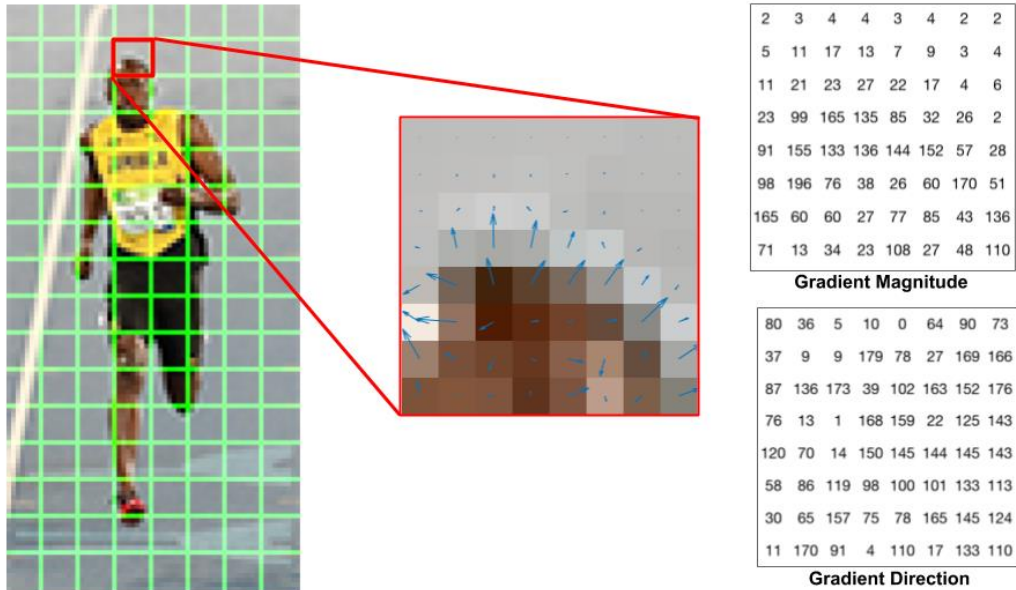 2 3 4 4 3 4 2 2
5 11 17 13 7 9 3 4
11 21 23 27 22 17 4 6
23 99 165 135 85 32 26 2
91 155 133 136 144 152 57 28
98 196 76 38 26 60 170 51
165 60 60 27 77 85 43 136
71 13 34 23 108 27 48 110
Gradient Magnitude
80 36 5 10 0 64 90 73
37 9 9 179 78 27 169 166
87 136 173 39 102 163 152 176
76 13 1 168 159 22 125 143
120 70 14 150 145 144 145 143
58 86 119 98 100 101 133 113
30 65 157 75 78 165 145 124
11 170 91 4 110 17 133 110
Gradient Direction